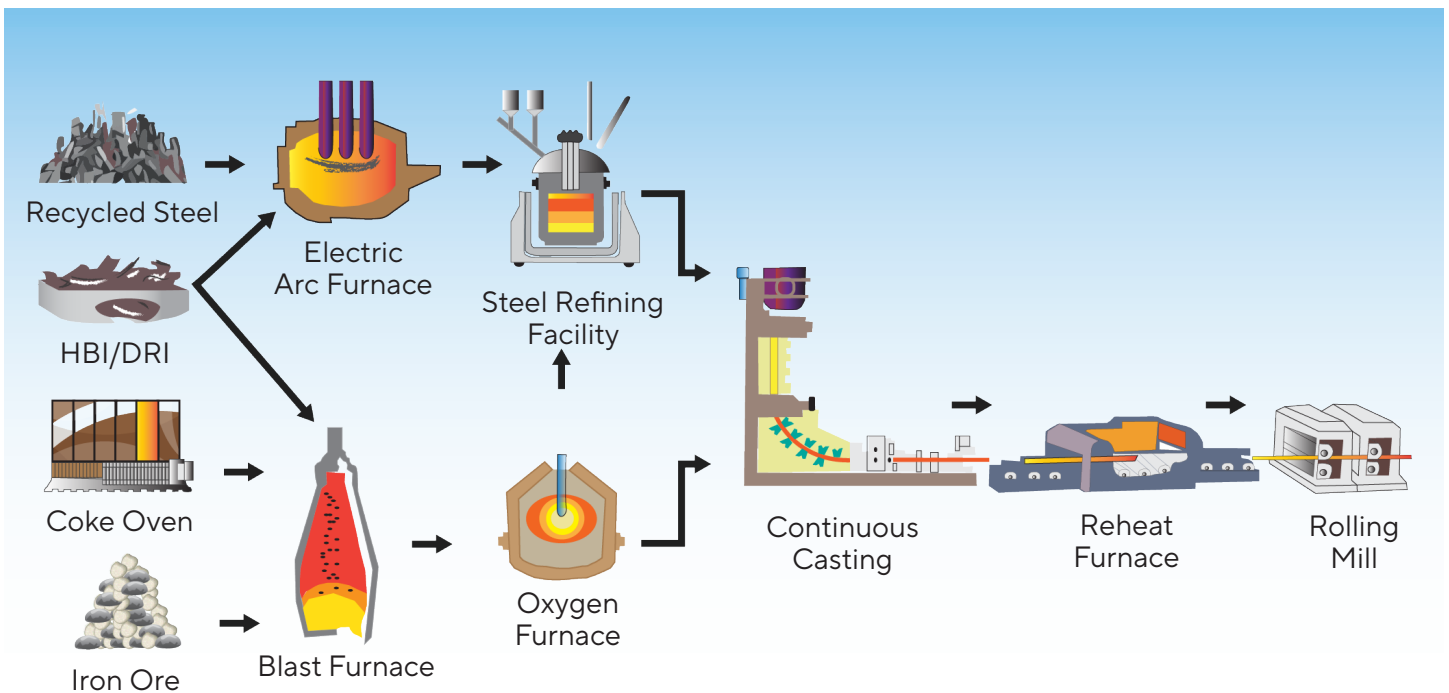 Recycled Steel
HBI/DRI
Coke Oven
Iron Ore
Electric
Arc Furnace
Blast Furnace
Steel Refining
Facility
Oxygen
Furnace
Continuous
Casting
Reheat
Furnace
Rolling
Mill